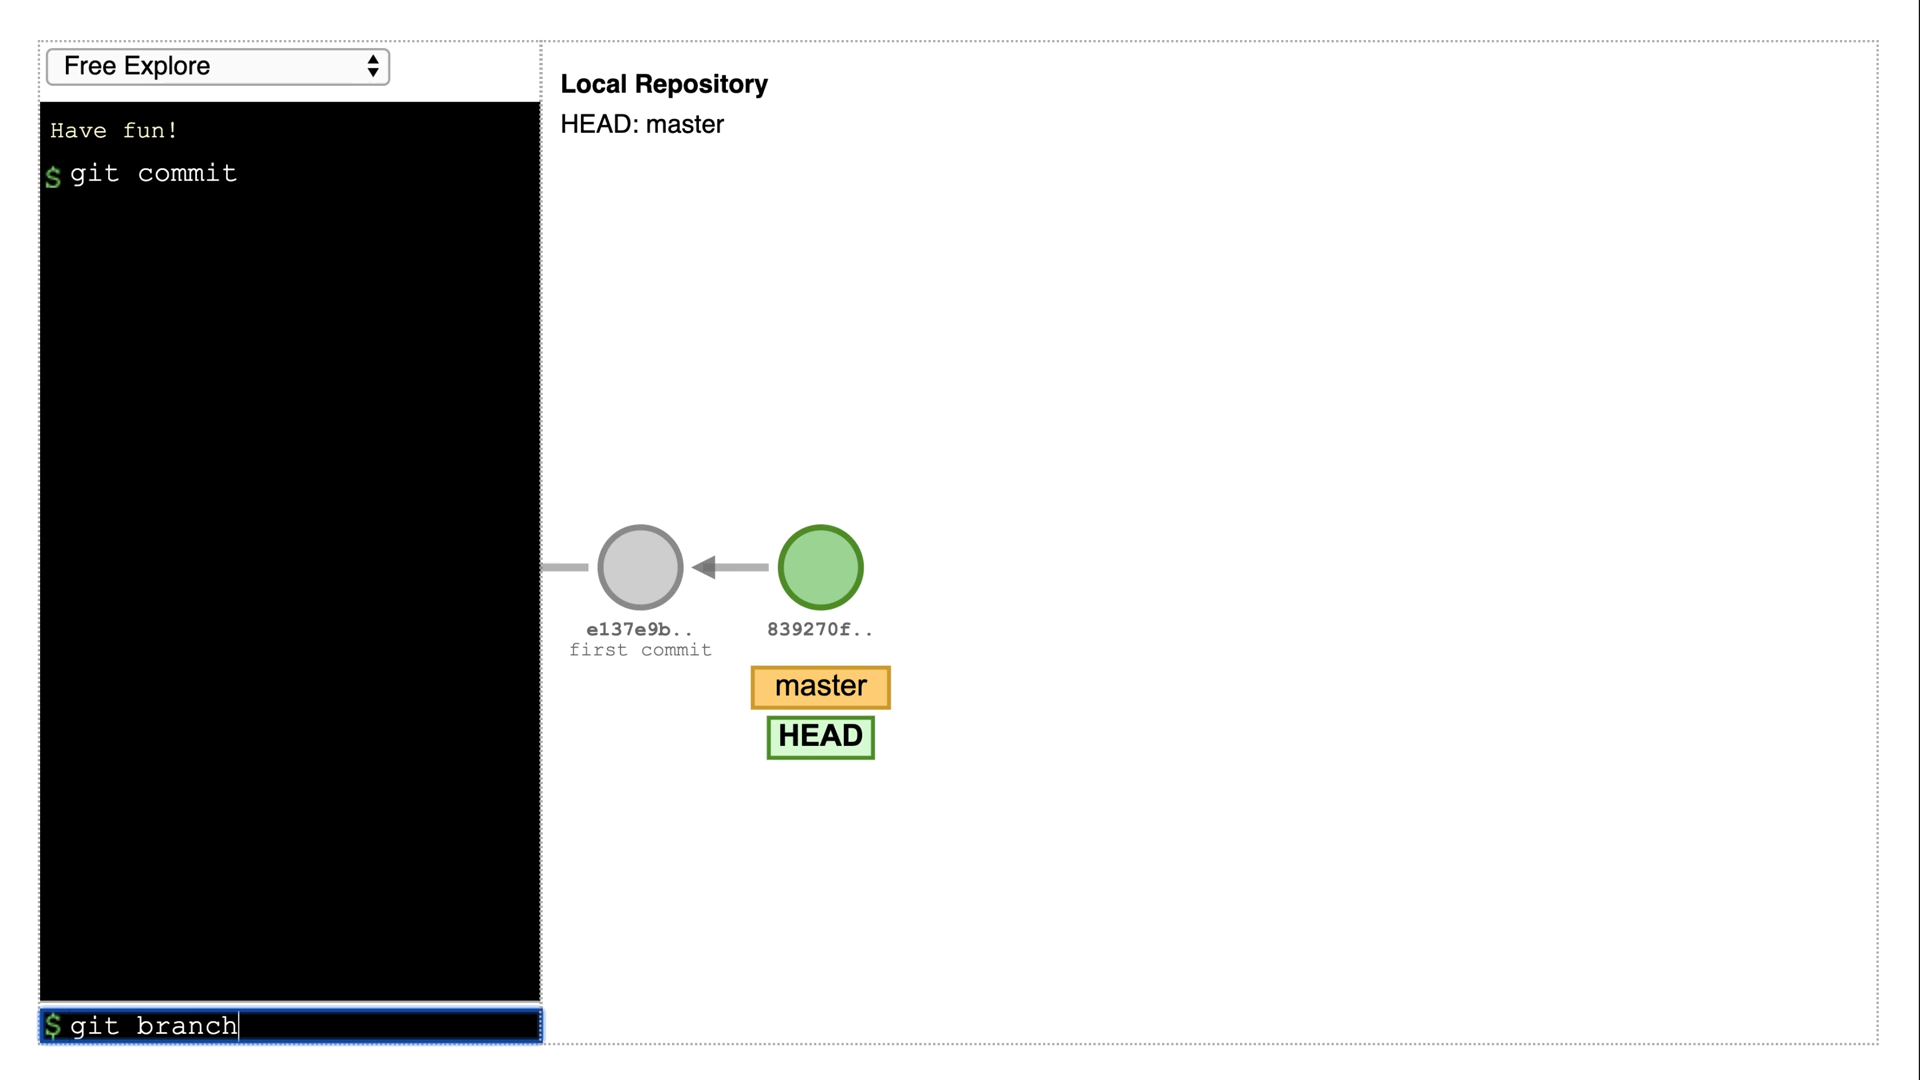 Free Explore
Have fun!
$ git commit
$ git branch
Local Repository
HEAD: master
e137e9b..
first commit
839270f..
master
HEAD